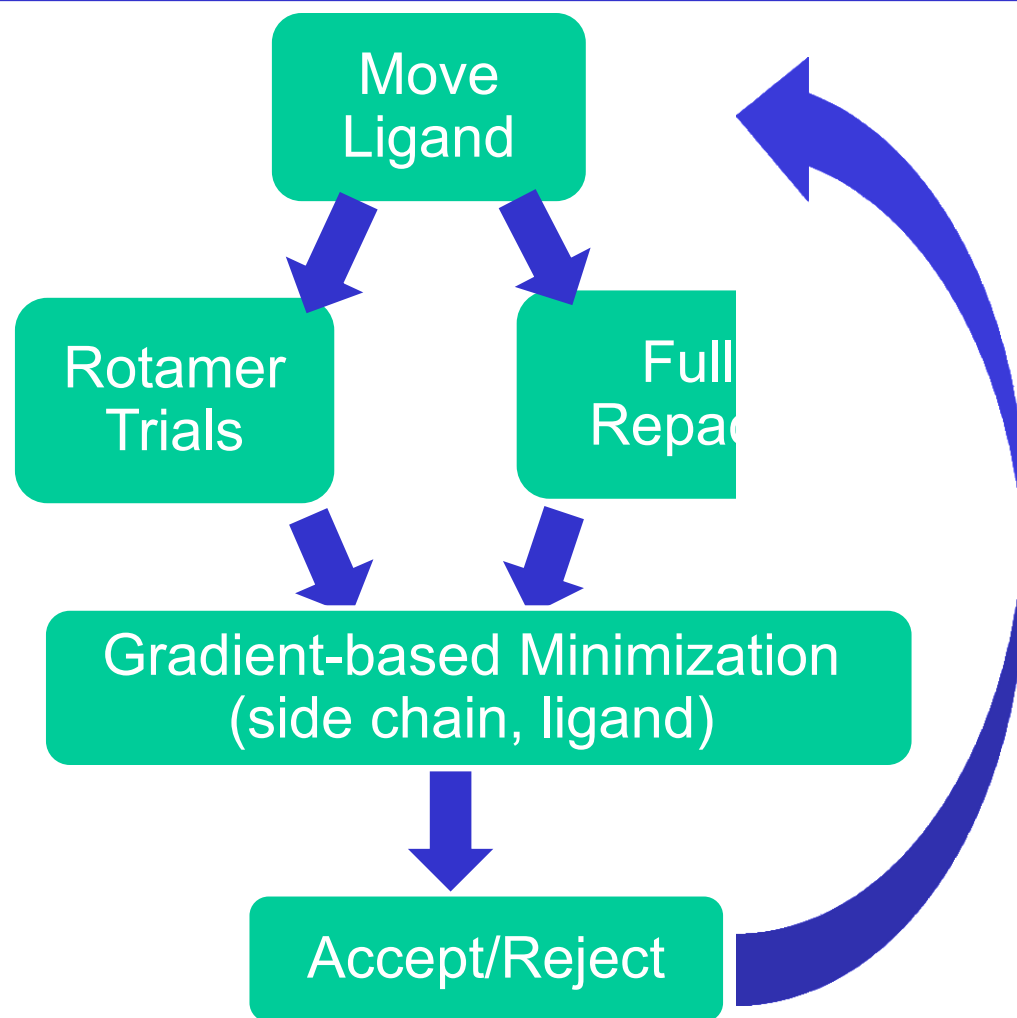 Move
Ligand
Rotamer
Trials
Full
Gradient-based Minimization
(side chain, ligand)
Accept/Reject